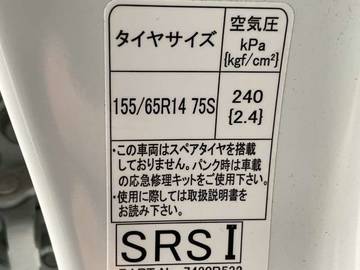 タイヤサイズ
空気圧
kPa
{kgf/cm²}
155/65R14 75S
240
{2.4}
・この車両はスペアタイヤを搭載
しておりません。パンク時は車載
の応急修理キットをご使用下さい。
・使用に際しては取扱説明書を
お読み下さい。
SRSI